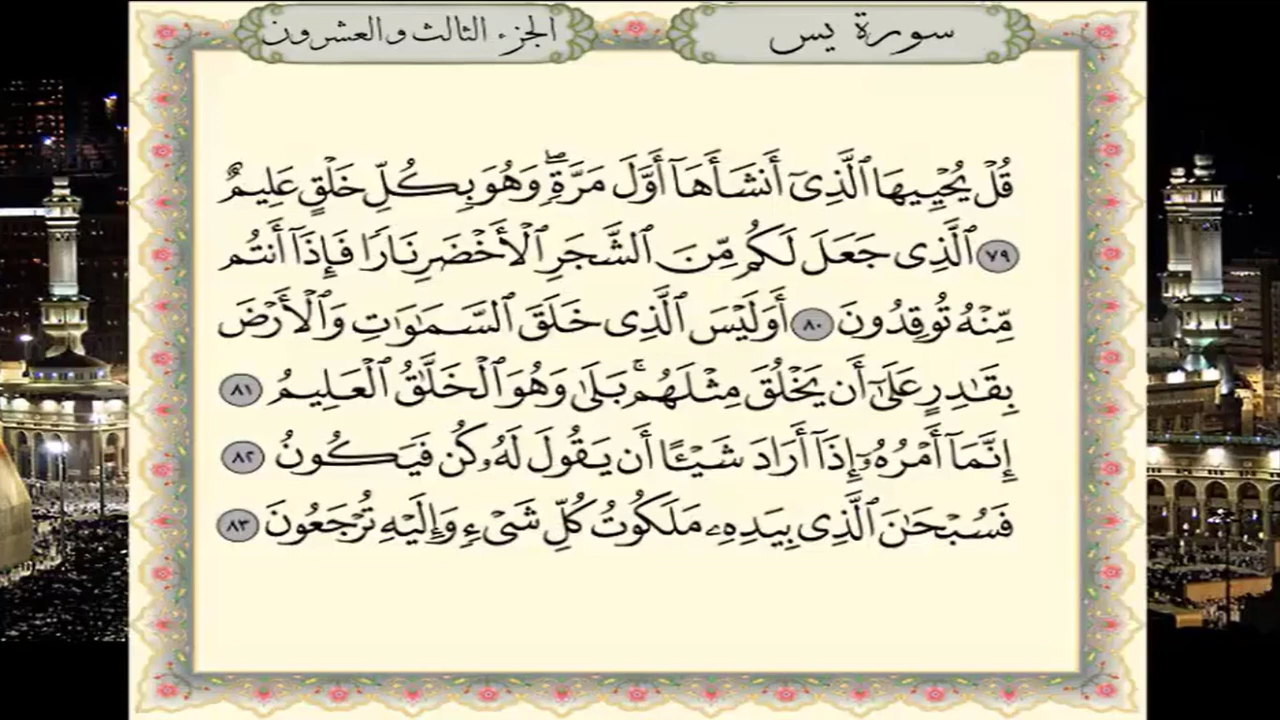 سورة يس
الجزء الثالث والعشرون
قُلْ يُحْيِيهَا ٱلَّذِىٓ أَنشَأَهَآ أَوَّلَ مَرَّةٍۖ وَهُوَ بِكُلِّ خَلْقٍ عَلِيمٌ
٧٩ ٱلَّذِى جَعَلَ لَكُم مِّنَ ٱلشَّجَرِ ٱلْأَخْضَرِ نَارًا فَإِذَآ أَنتُم
مِّنْهُ تُوقِدُونَ ٨٠ أَوَلَيْسَ ٱلَّذِى خَلَقَ ٱلسَّمَٰوَٰتِ وَٱلْأَرْضَ
بِقَٰدِرٍ عَلَىٰٓ أَن يَخْلُقَ مِثْلَهُمۚ بَلَىٰ وَهُوَ ٱلْخَلَّٰقُ ٱلْعَلِيمُ ٨١
إِنَّمَآ أَمْرُهُۥٓ إِذَآ أَرَادَ شَيْـًٔا أَن يَقُولَ لَهُۥ كُن فَيَكُونُ ٨٢
فَسُبْحَٰنَ ٱلَّذِى بِيَدِهِۦ مَلَكُوتُ كُلِّ شَىْءٍ وَإِلَيْهِ تُرْجَعُونَ ٨٣